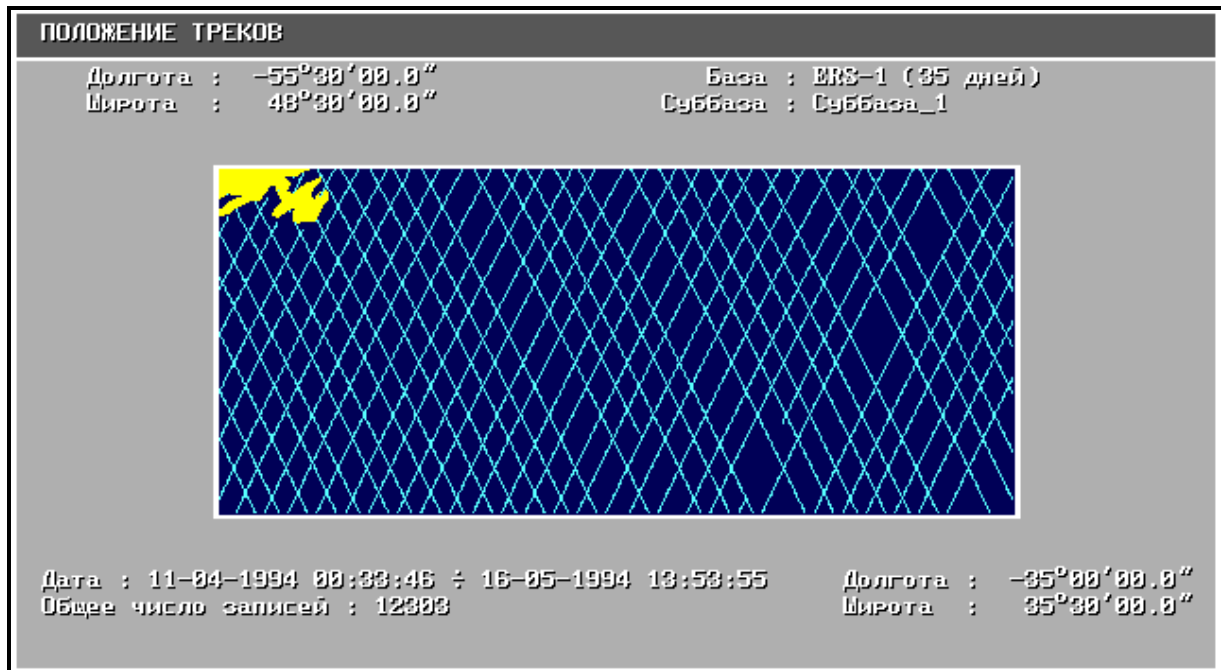 ПОЛОЖЕНИЕ ТРЕКОВ
Долгота : -55°30'00.0" База : ERS-1 (35 дней)
Широта : 48°30'00.0" Суббаза : Суббаза_1
Дата : 11-04-1994 00:33:46 ÷ 16-05-1994 13:53:55 Долгота : -35°00'00.0"
Общее число записей : 12303 Широта : 35°30'00.0"